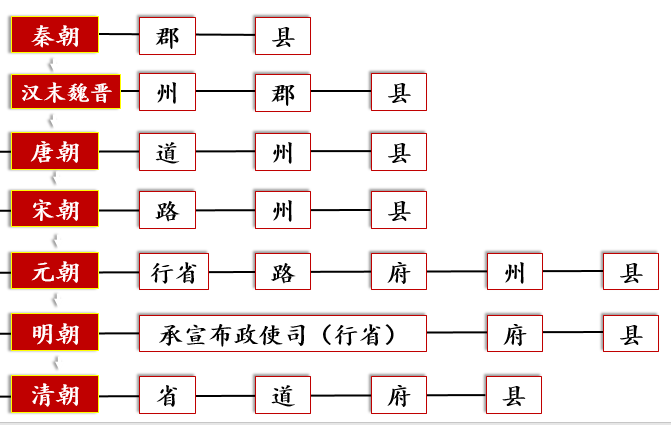 秦朝 郡 县
汉末魏晋 州 郡 县
唐朝 道 州 县
宋朝 路 州 县
元朝 行省 路 府 州 县
明朝 承宣布政使司（行省） 府 县
清朝 省 道 府 县